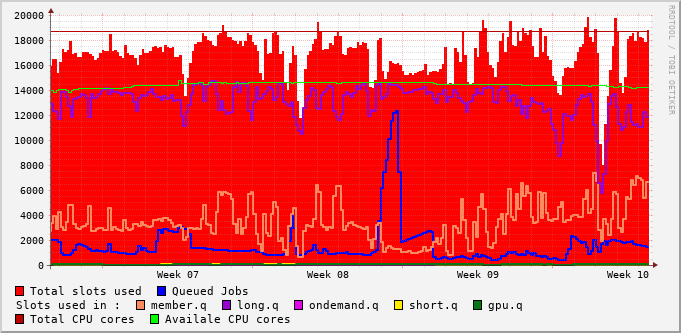 20000
18000
16000
14000
12000
10000
8000
6000
4000
2000
0
Week 07 Week 08 Week 09 Week 10
RRDTOOL / TOBI OETIKER
Total slots used Queued Jobs
Slots used in : member.q long.q ondemand.q short.q gpu.q
Total CPU cores Availale CPU cores